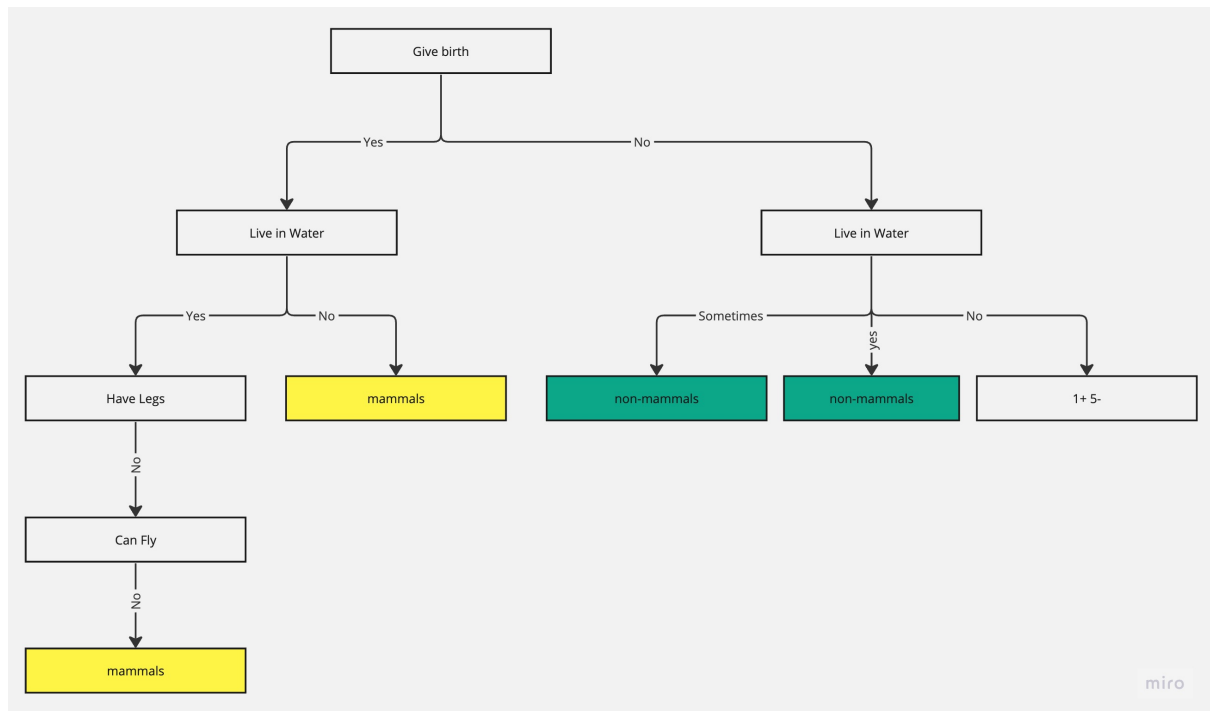 Give birth
Yes
No
Live in Water
Live in Water
Yes
No
Sometimes
yes
No
Have Legs
mammals
non-mammals
non-mammals
1+ 5-
No
Can Fly
No
mammals
miro